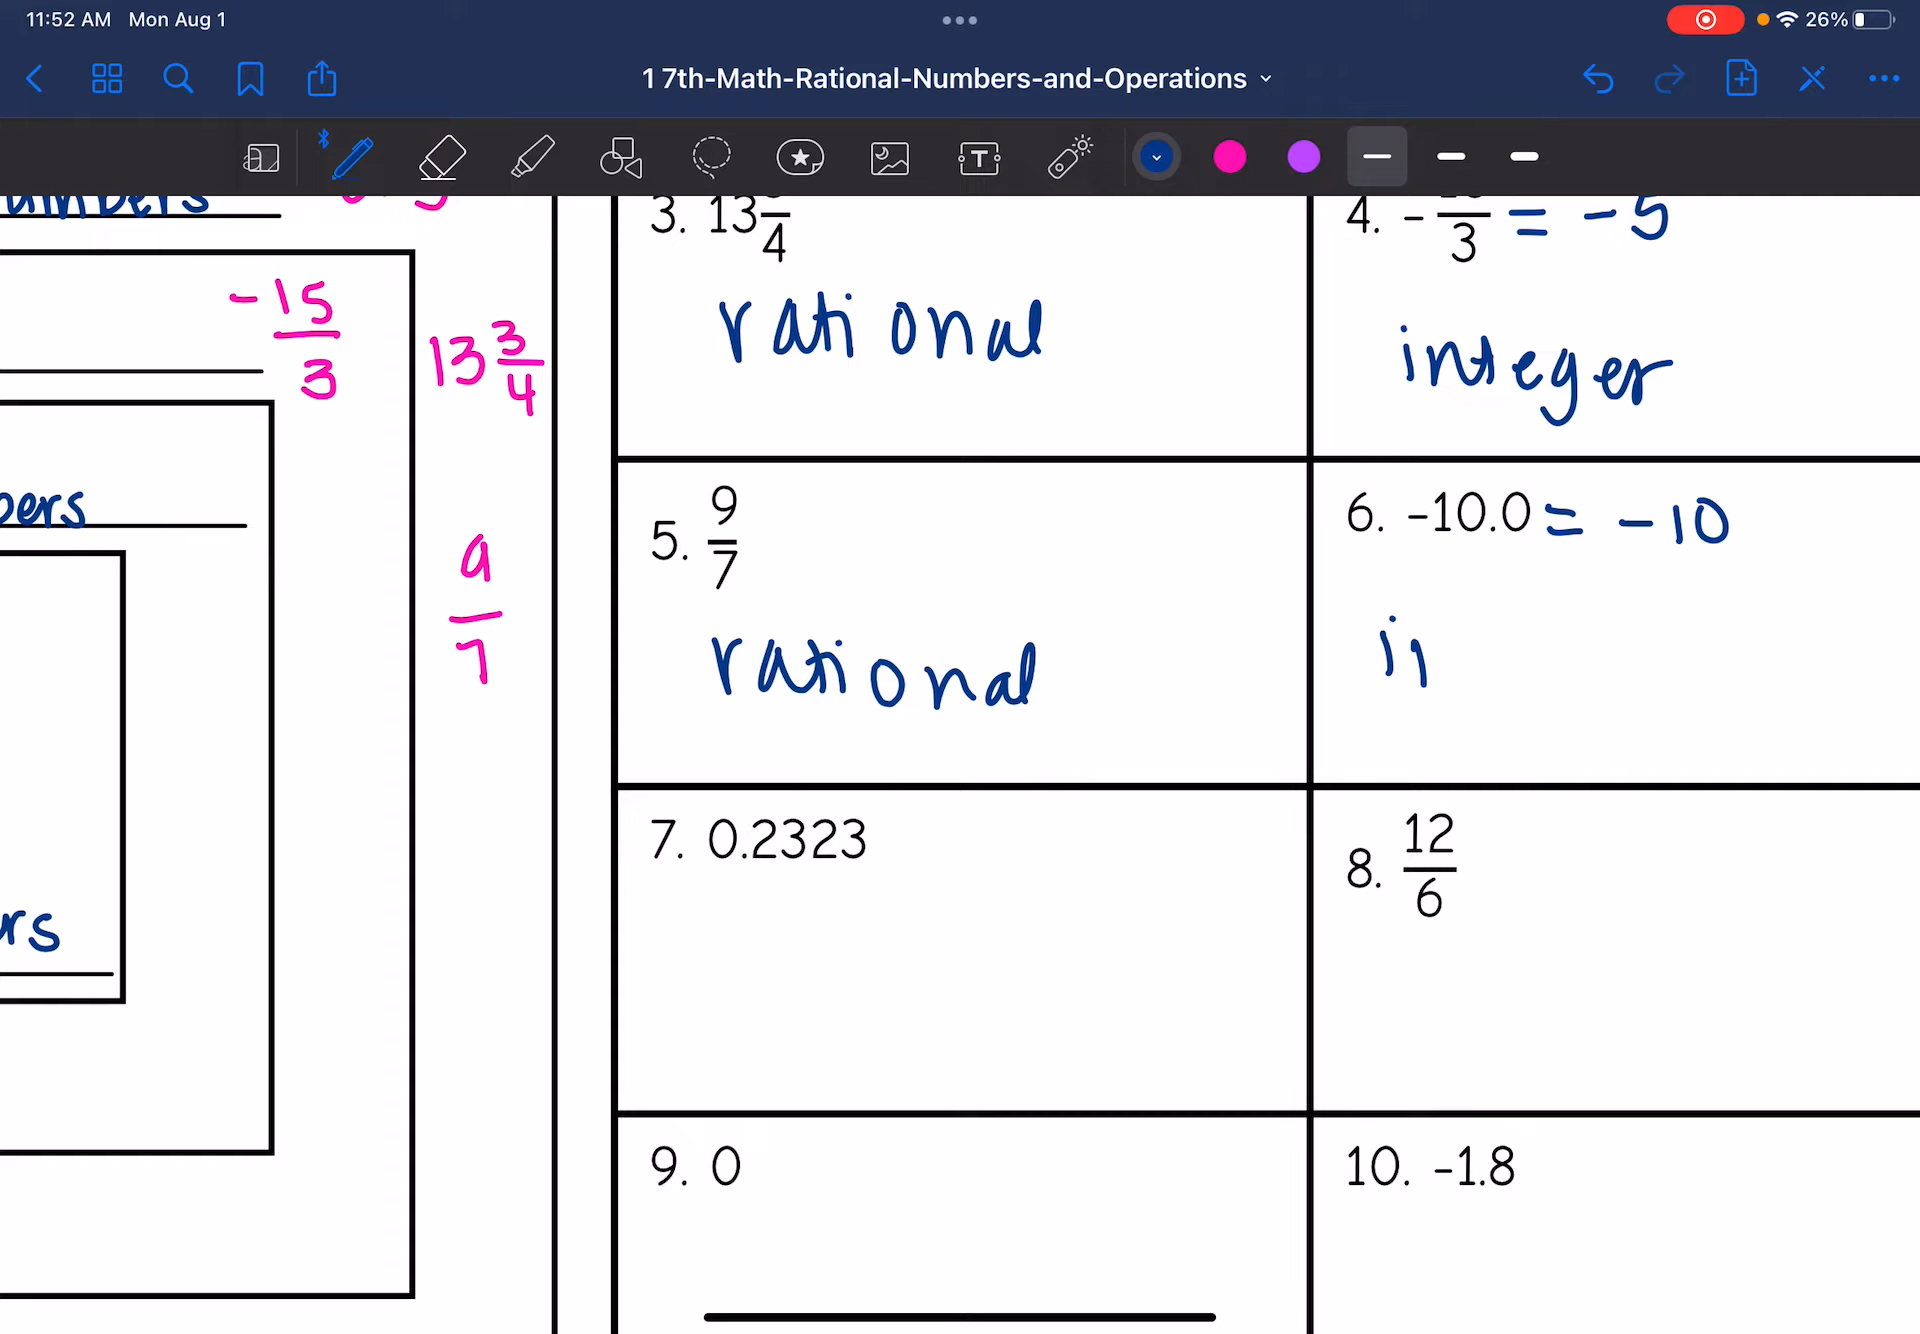 11:52 AM Mon Aug 1
26%
1 7th-Math-Rational-Numbers-and-Operations
T
3. 13 /4
4. - /3 = -5
-15/3
13 3/4
rational
integer
5. 9/7
6. -10.0 = -10
9/7
rational
7. 0.2323
8. 12/6
9. 0
10. -1.8